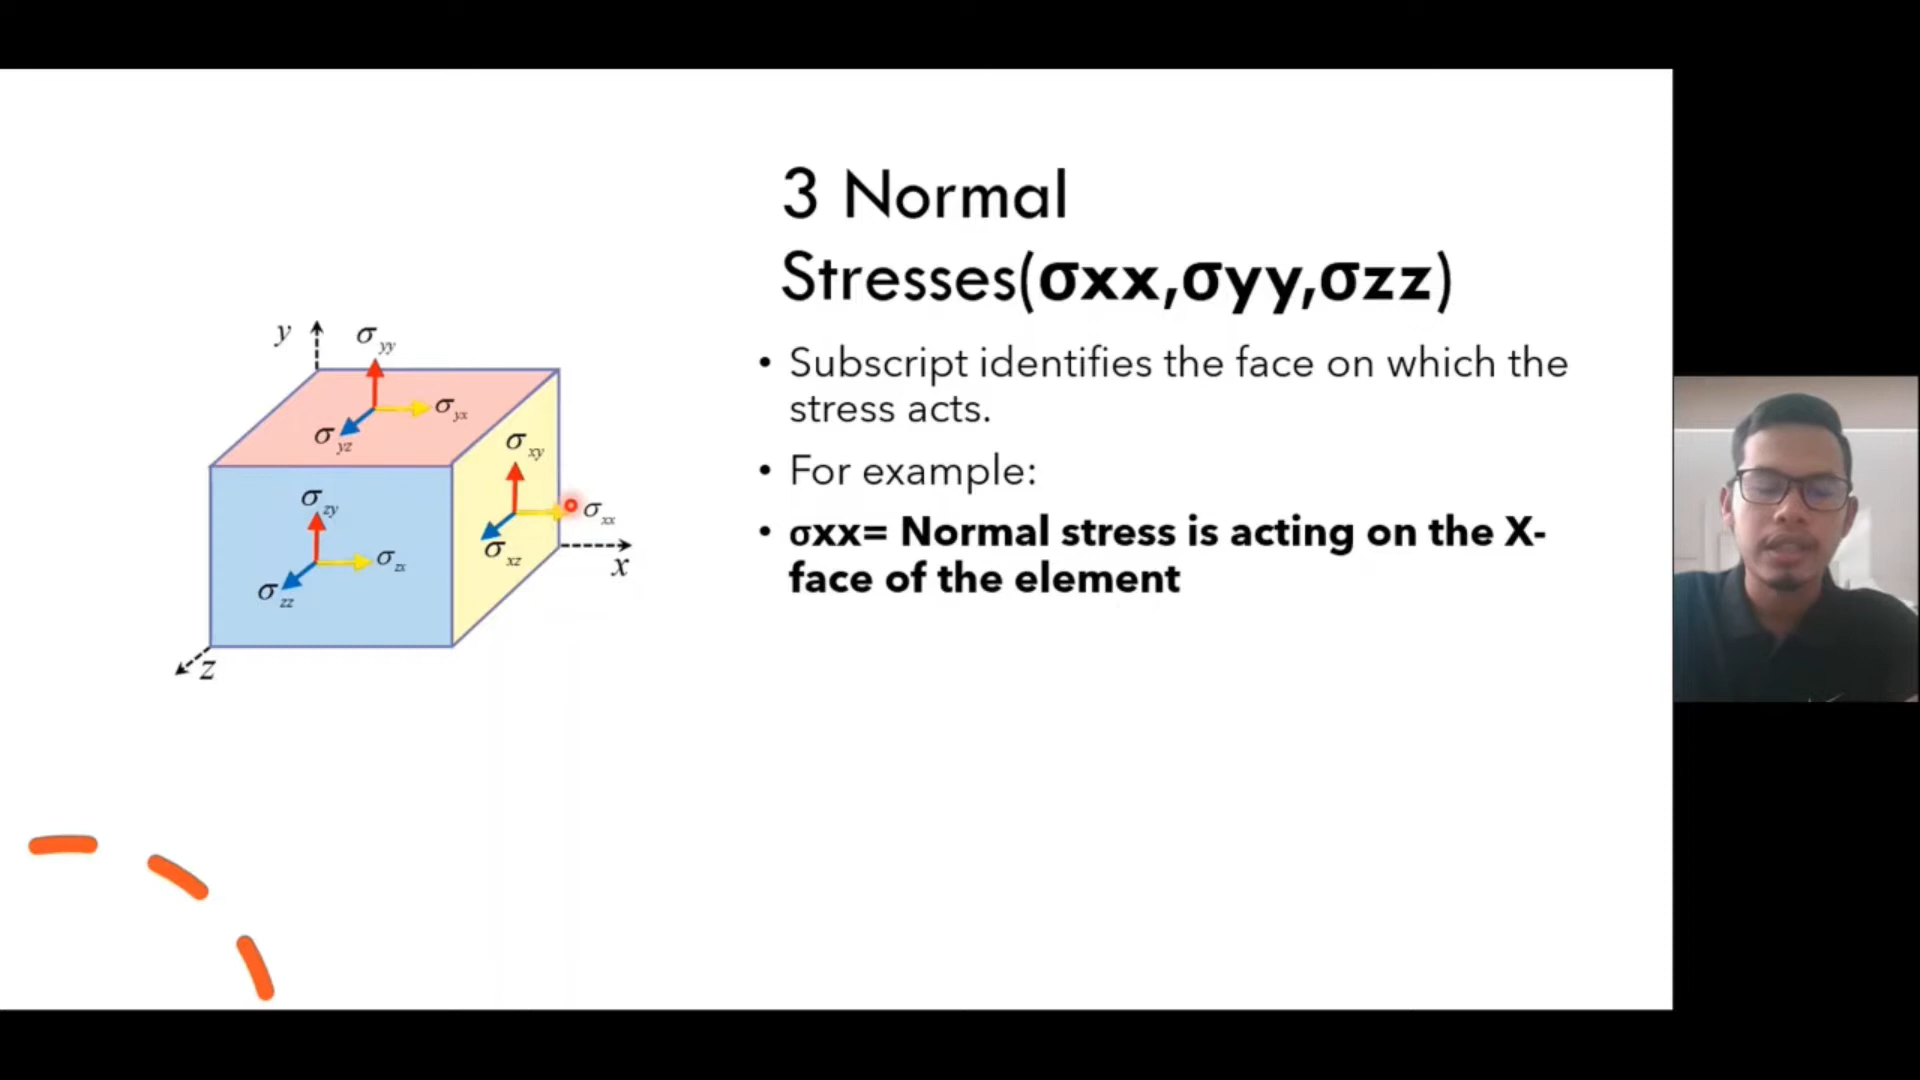 3 Normal
Stresses(σxx,σyy,σzz)
• Subscript identifies the face on which the
stress acts.
• For example:
• σxx= Normal stress is acting on the X-
face of the element
y
σyy
σyx
σyz
σxy
σxx
σxz
x
σzy
σzx
σzz
z